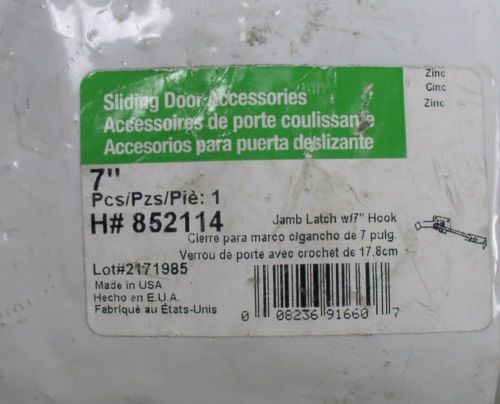 Zinc
Cinc
Zinc
Sliding Door Accessories
Accessoires de porte coulissante
Accesorios para puerta deslizante
7"
Pcs/Pzs/Piè: 1
H# 852114
Jamb Latch w/7" Hook
Cierre para marco c/gancho de 7 pulg.
Verrou de porte avec crochet de 17,8cm
Lot#2171985
Made in USA
Hecho en E.U.A.
Fabriqué au États-Unis
0 08236 91660 7